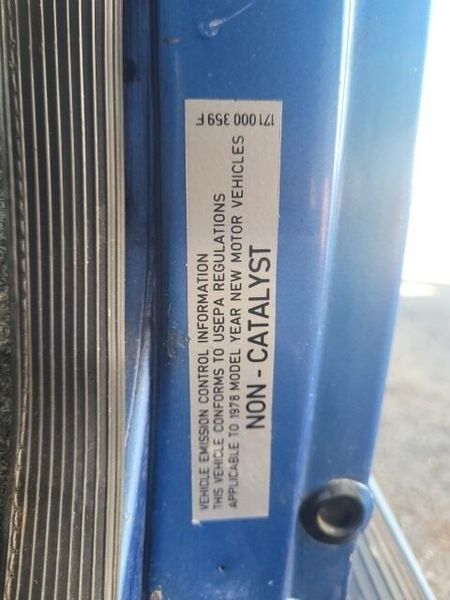 VEHICLE EMISSION CONTROL INFORMATION
THIS VEHICLE CONFORMS TO USEPA REGULATIONS
APPLICABLE TO 1978 MODEL YEAR NEW MOTOR VEHICLES
NON - CATALYST
171 000 359 F